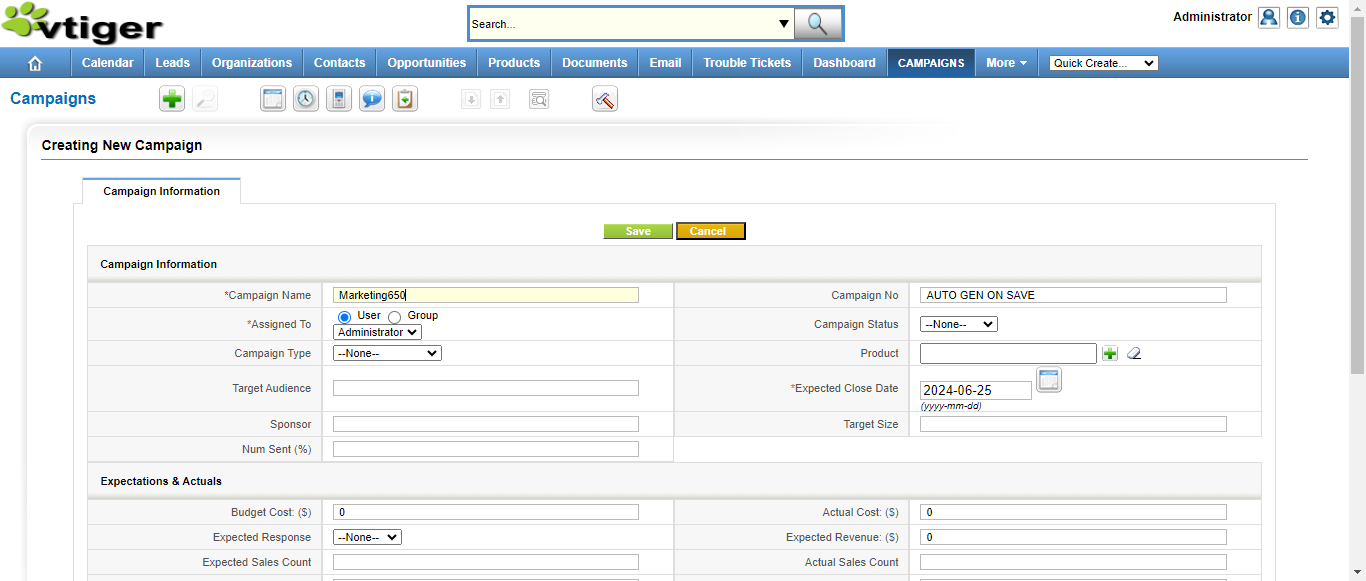 vtiger
Search...
Administrator
Calendar Leads Organizations Contacts Opportunities Products Documents Email Trouble Tickets Dashboard CAMPAIGNS More Quick Create...
Campaigns
Creating New Campaign
Campaign Information
Save Cancel
Campaign Information
*Campaign Name Marketing650 Campaign No AUTO GEN ON SAVE
*Assigned To User Group Administrator Campaign Status --None--
Campaign Type --None-- Product
Target Audience *Expected Close Date 2024-06-25
(yyyy-mm-dd)
Sponsor Target Size
Num Sent (%)
Expectations & Actuals
Budget Cost: ($) 0 Actual Cost: ($) 0
Expected Response --None-- Expected Revenue: ($) 0
Expected Sales Count Actual Sales Count